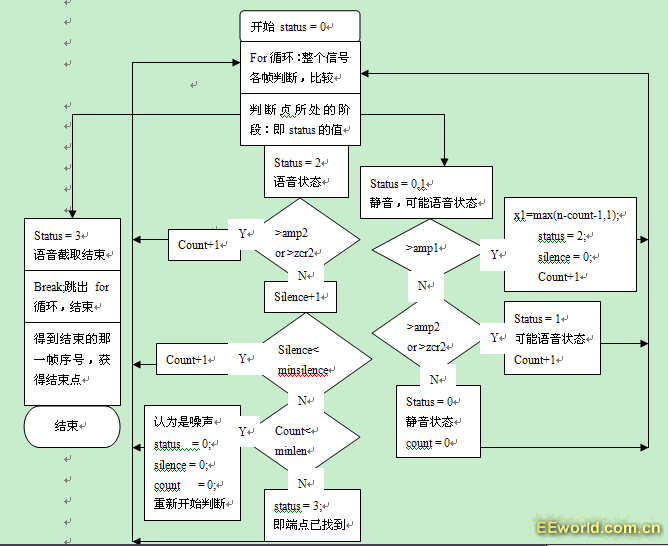 开始 status = 0
For 循环：整个信号
各帧判断，比较
判断贞所处的阶
段：即 status 的值
Status = 2
语音状态
>amp2
or >zcr2
Y
Count+1
N
Silence+1
Silence<
minsilence
Y
Count+1
N
Count<
minlen
Y
认为是噪声
status = 0;
silence = 0;
count = 0;
重新开始判断
N
status = 3;
即端点已找到
Status = 0,1
静音，可能语音状态
>amp1
Y
x1=max(n-count-1,1);
status = 2;
silence = 0;
Count+1
N
>amp2
or >zcr2
Y
Status = 1
可能语音状态
Count+1
N
Status = 0
静音状态
count = 0
Status = 3
语音截取结束
Break;跳出 for
循环，结束
得到结束的那
一帧序号，获
得结束点
结束
EEworld.com.cn